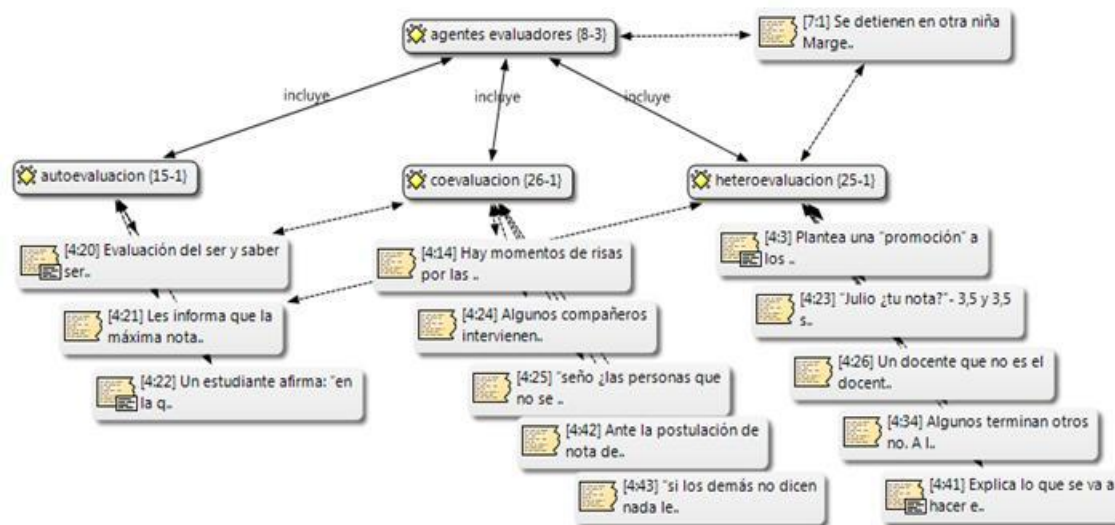 agentes evaluadores {8-3}
[7:1] Se detienen en otra niña
Marge..
incluye
incluye
incluye
autoevaluacion {15-1}
coevaluacion {26-1}
heteroevaluacion {25-1}
[4:20] Evaluación del ser y saber
ser..
[4:21] Les informa que la
máxima nota..
[4:22] Un estudiante afirma: "en
la q..
[4:14] Hay momentos de risas
por las ..
[4:24] Algunos compañeros
intervienen..
[4:25] "seño ¿las personas que
no se ..
[4:42] Ante la postulación de
nota de..
[4:43] "si los demás no dicen
nada le..
[4:3] Plantea una "promoción" a
los ..
[4:23] "Julio ¿tu nota?"- 3,5 y 3,5
s..
[4:26] Un docente que no es el
docent..
[4:34] Algunos terminan otros
no. A l..
[4:41] Explica lo que se va a
hacer e..